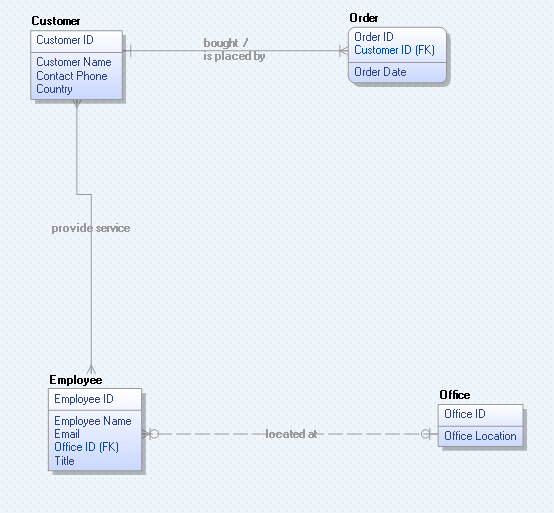 Customer
Customer ID
Customer Name
Contact Phone
Country
bought /
is placed by
Order
Order ID
Customer ID (FK)
Order Date
provide service
Employee
Employee ID
Employee Name
Email
Office ID (FK)
Title
located at
Office
Office ID
Office Location